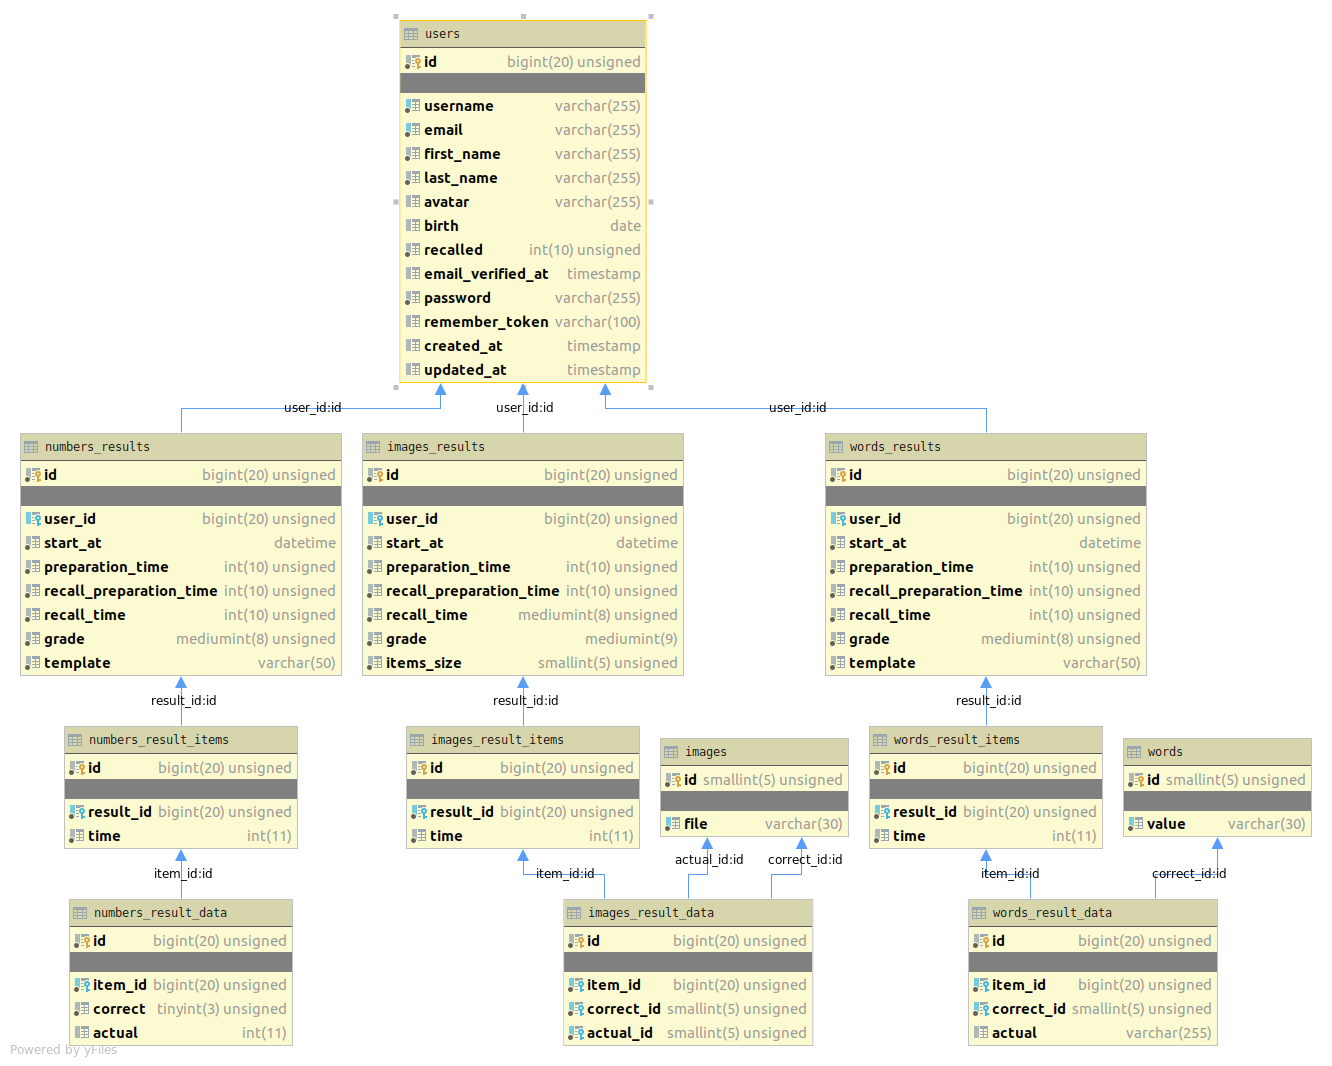 users
id bigint(20) unsigned
username varchar(255)
email varchar(255)
first_name varchar(255)
last_name varchar(255)
avatar varchar(255)
birth date
recalled int(10) unsigned
email_verified_at timestamp
password varchar(255)
remember_token varchar(100)
created_at timestamp
updated_at timestamp
user_id:id
user_id:id
user_id:id
numbers_results
id bigint(20) unsigned
user_id bigint(20) unsigned
start_at datetime
preparation_time int(10) unsigned
recall_preparation_time int(10) unsigned
recall_time int(10) unsigned
grade mediumint(8) unsigned
template varchar(50)
images_results
id bigint(20) unsigned
user_id bigint(20) unsigned
start_at datetime
preparation_time int(10) unsigned
recall_preparation_time int(10) unsigned
recall_time mediumint(8) unsigned
grade mediumint(9)
items_size smallint(5) unsigned
words_results
id bigint(20) unsigned
user_id bigint(20) unsigned
start_at datetime
preparation_time int(10) unsigned
recall_preparation_time int(10) unsigned
recall_time int(10) unsigned
grade mediumint(8) unsigned
template varchar(50)
result_id:id
result_id:id
result_id:id
numbers_result_items
id bigint(20) unsigned
result_id bigint(20) unsigned
time int(11)
images_result_items
id bigint(20) unsigned
result_id bigint(20) unsigned
time int(11)
images
id smallint(5) unsigned
file varchar(30)
words_result_items
id bigint(20) unsigned
result_id bigint(20) unsigned
time int(11)
words
id smallint(5) unsigned
value varchar(30)
item_id:id
item_id:id
actual_id:id
correct_id:id
item_id:id
correct_id:id
numbers_result_data
id bigint(20) unsigned
item_id bigint(20) unsigned
correct tinyint(3) unsigned
actual int(11)
images_result_data
id bigint(20) unsigned
item_id bigint(20) unsigned
correct_id smallint(5) unsigned
actual_id smallint(5) unsigned
words_result_data
id bigint(20) unsigned
item_id bigint(20) unsigned
correct_id smallint(5) unsigned
actual varchar(255)
Powered by yFiles